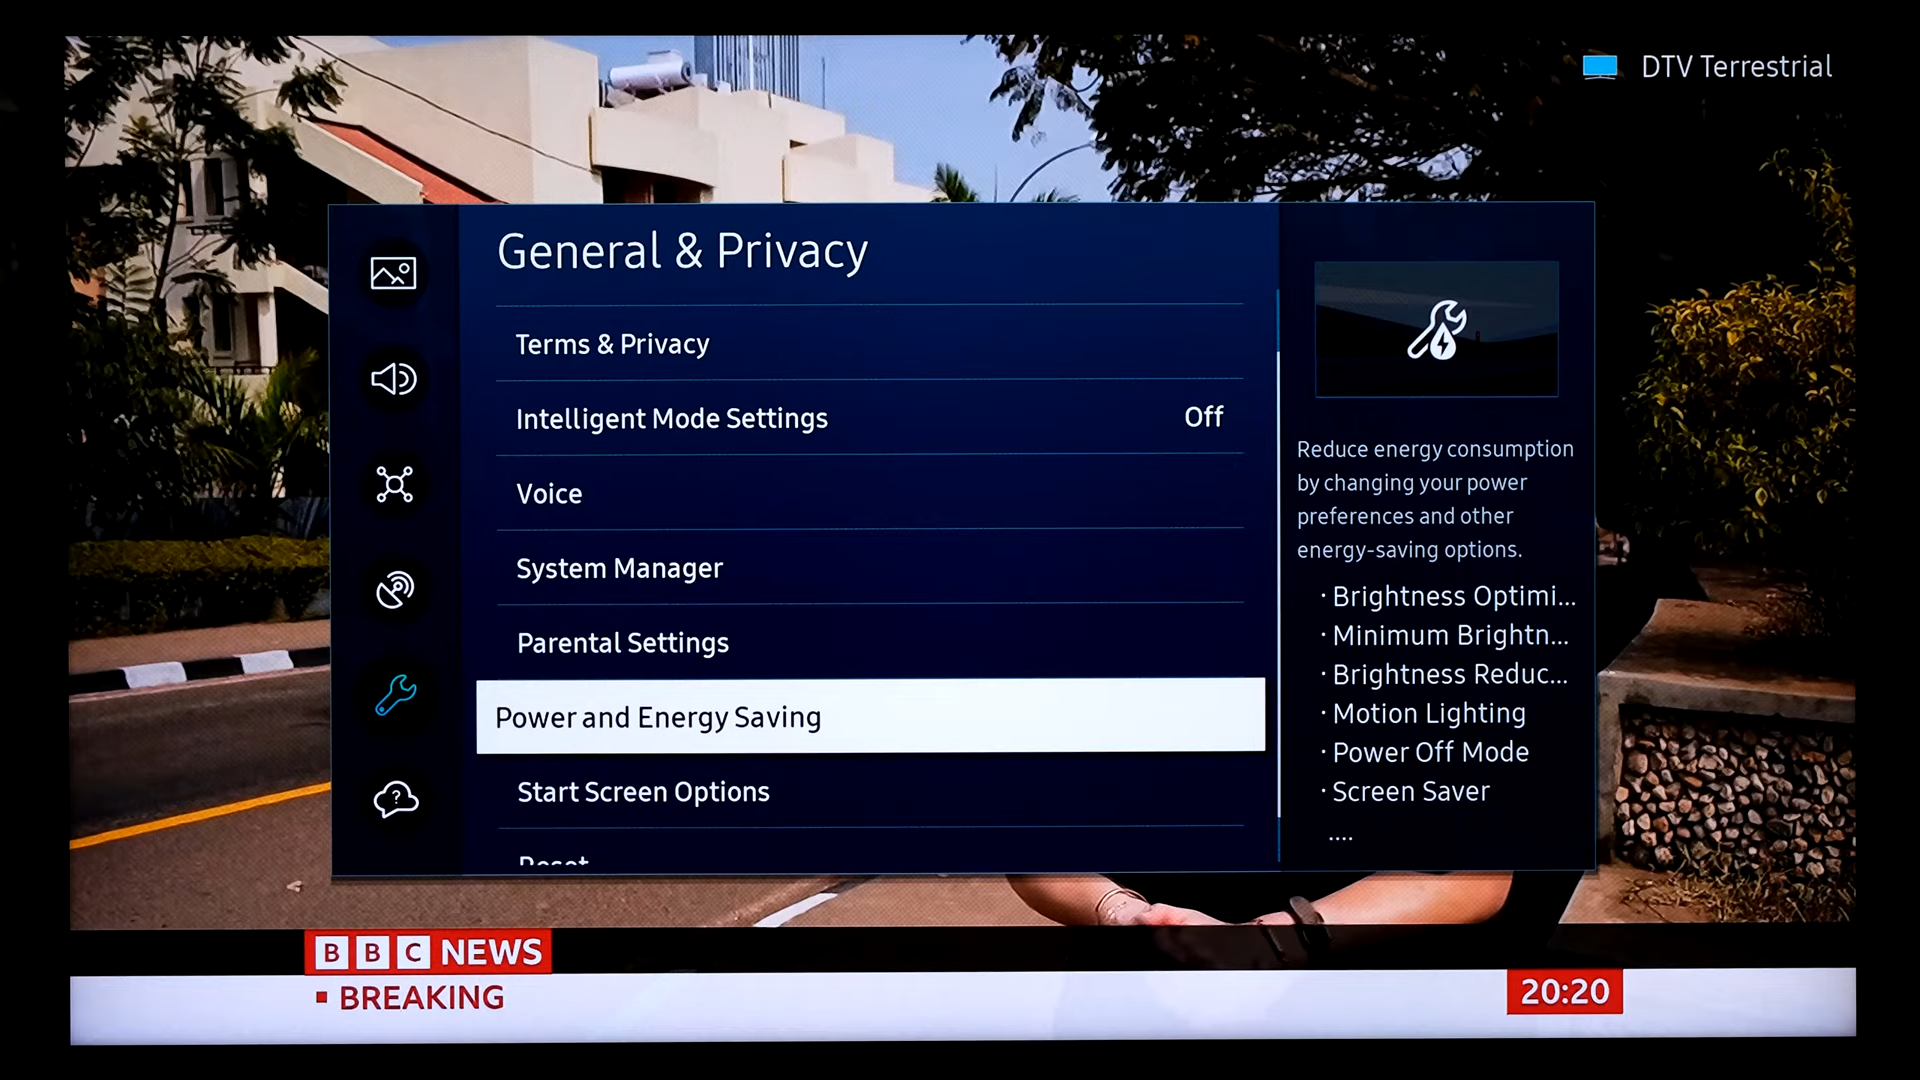 DTV Terrestrial
General & Privacy
Terms & Privacy
Intelligent Mode Settings Off
Voice
System Manager
Parental Settings
Power and Energy Saving
Start Screen Options
Reset
Reduce energy consumption
by changing your power
preferences and other
energy-saving options.
· Brightness Optimi...
· Minimum Brightn...
· Brightness Reduc...
· Motion Lighting
· Power Off Mode
· Screen Saver
....
BBC NEWS
BREAKING
20:20